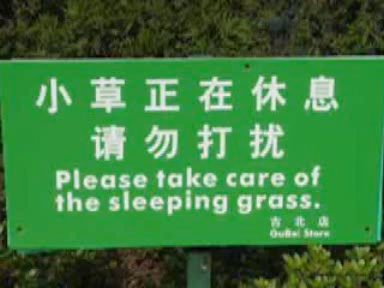 小草正在休息
请勿打扰
Please take care of
the sleeping grass.
古北店
GuBei Store